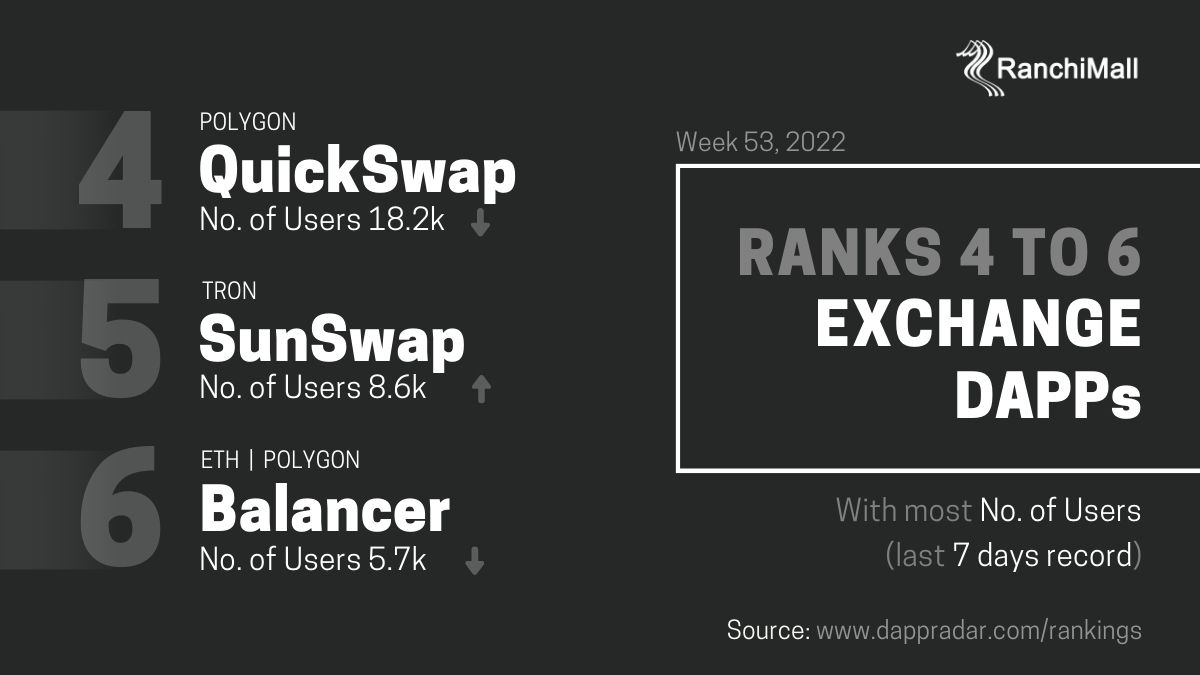 RanchiMall
4
POLYGON
QuickSwap
No. of Users 18.2k
5
TRON
SunSwap
No. of Users 8.6k
6
ETH | POLYGON
Balancer
No. of Users 5.7k
Week 53, 2022
RANKS 4 TO 6
EXCHANGE
DAPPs
With most No. of Users
(last 7 days record)
Source: www.dappradar.com/rankings